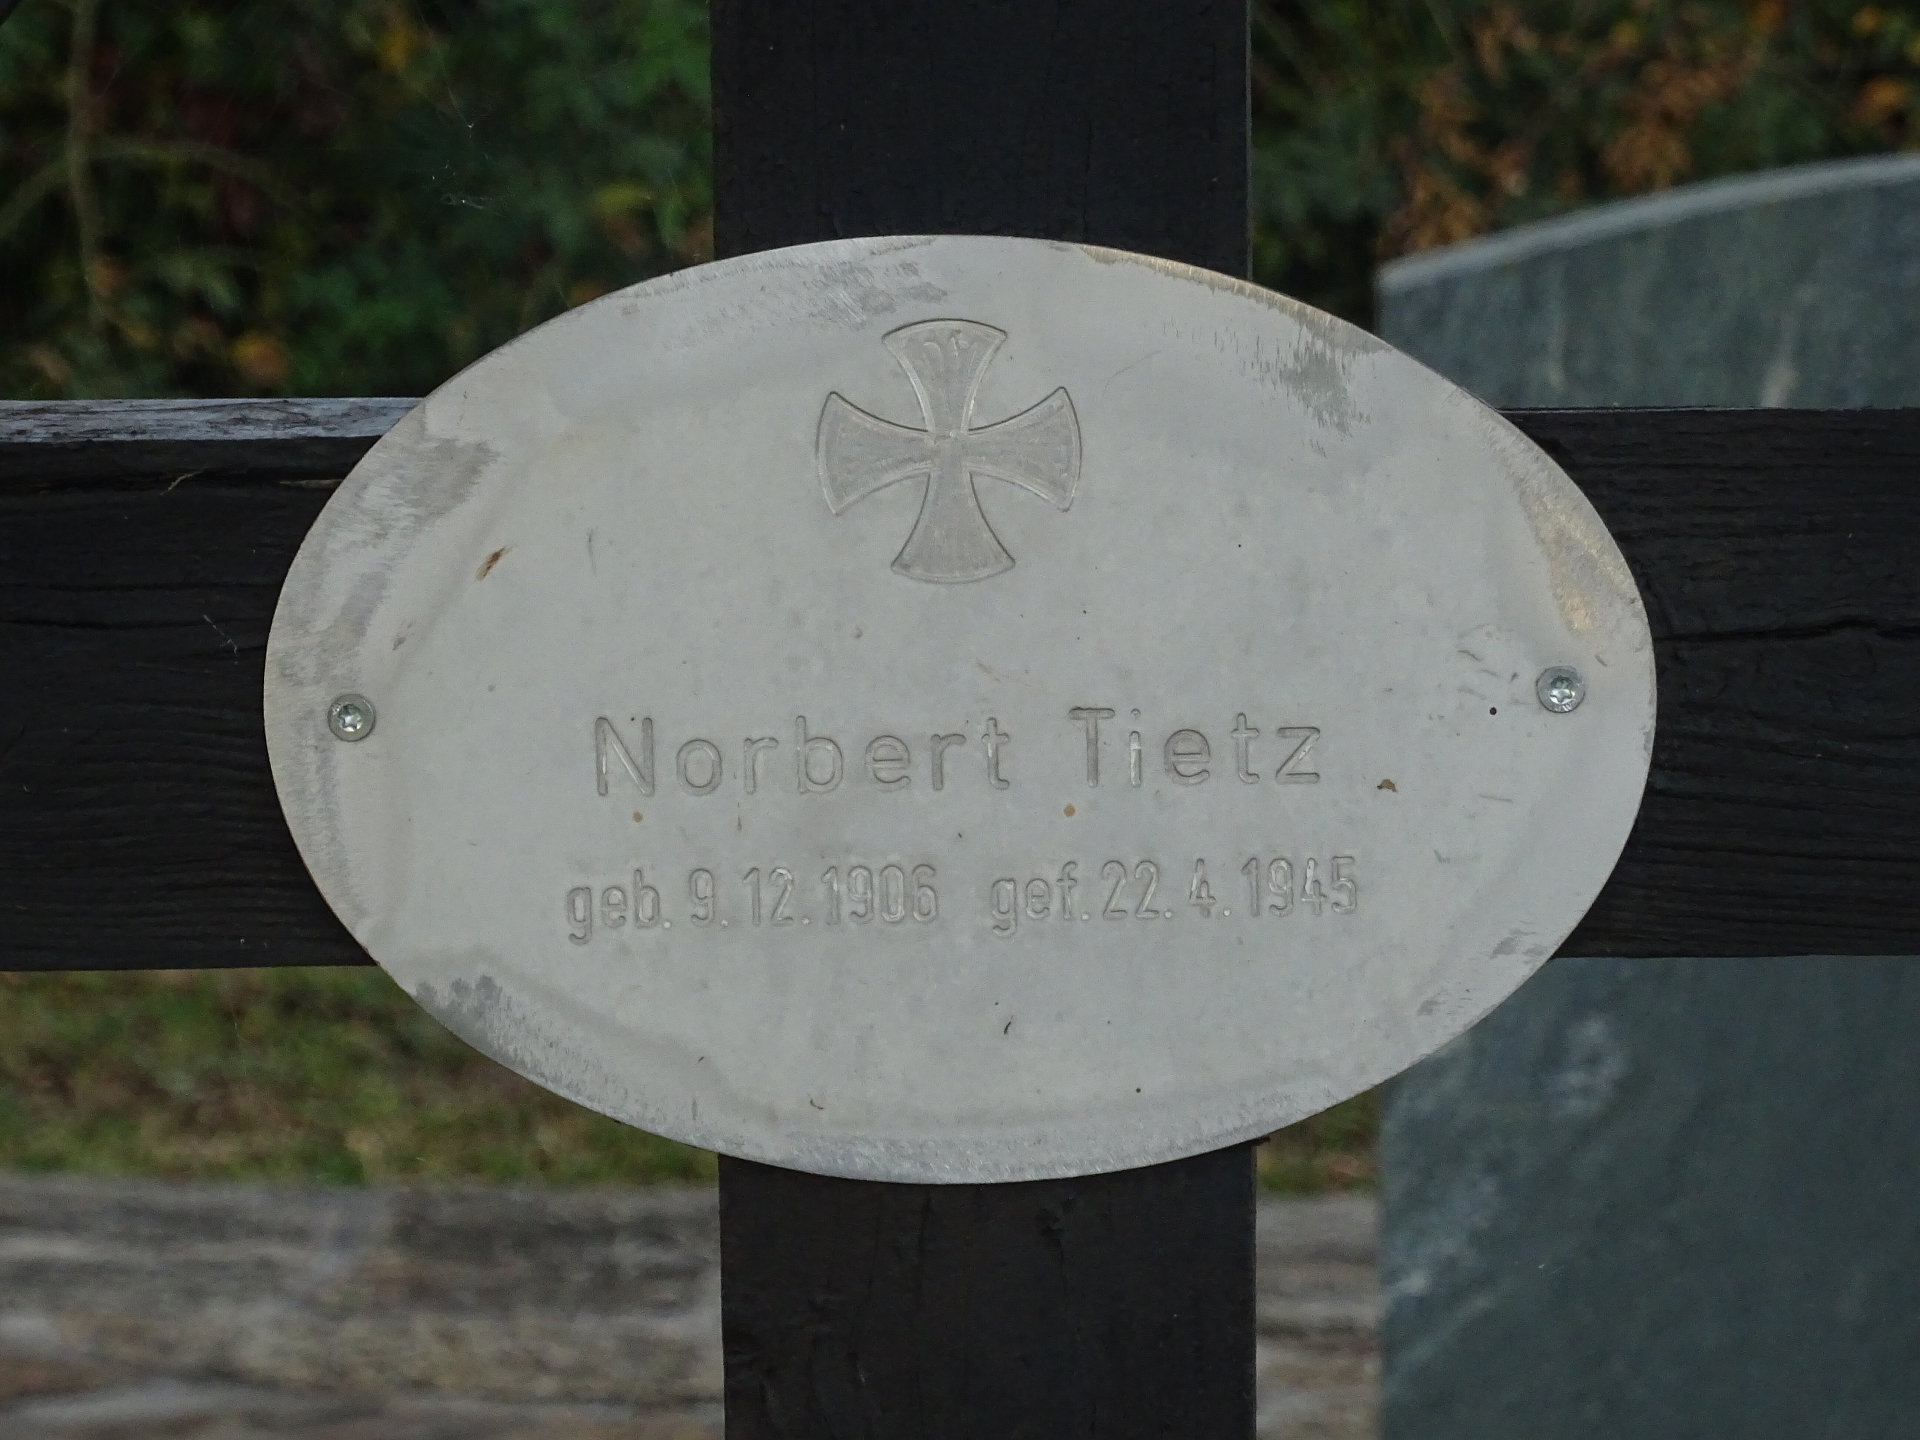 Norbert Tietz
geb. 9.12.1906 gef. 22.4.1945